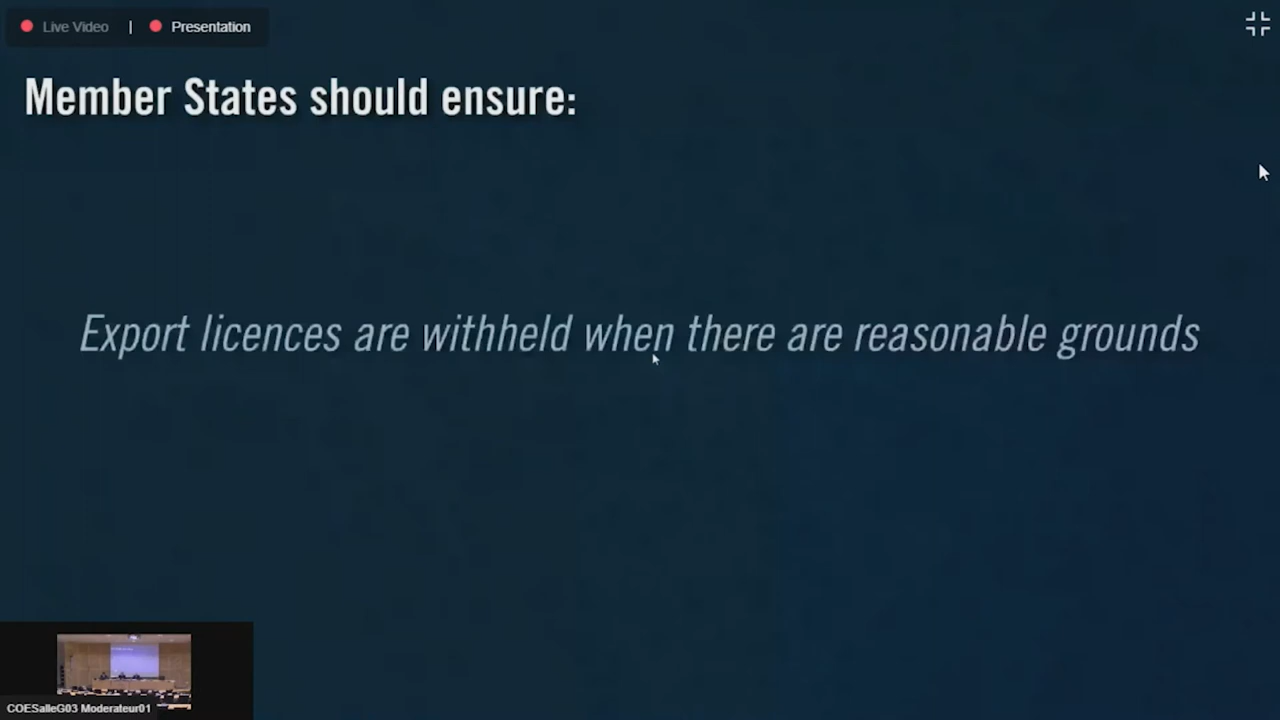 Live Video | Presentation
Member States should ensure:
Export licences are withheld when there are reasonable grounds
COESalleG03 Moderateur01